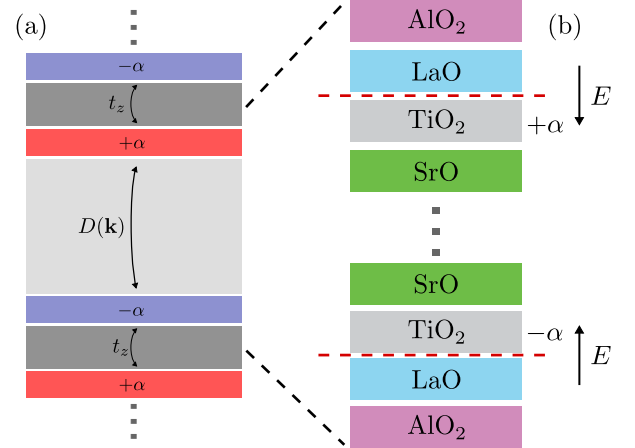 (a)
−α
t_z
+α
D(k)
−α
t_z
+α
(b)
AlO₂
LaO
TiO₂
+α
E
SrO
SrO
TiO₂
−α
E
LaO
AlO₂